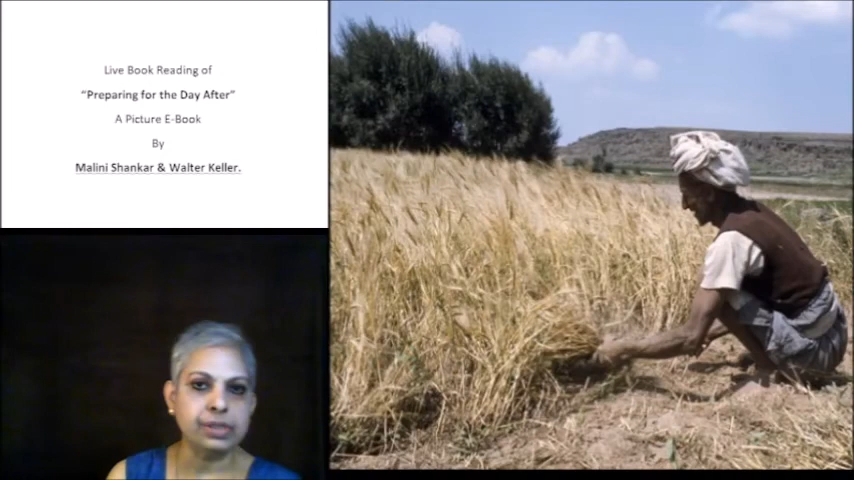 Live Book Reading of
“Preparing for the Day After”
A Picture E-Book
By
Malini Shankar & Walter Keller.